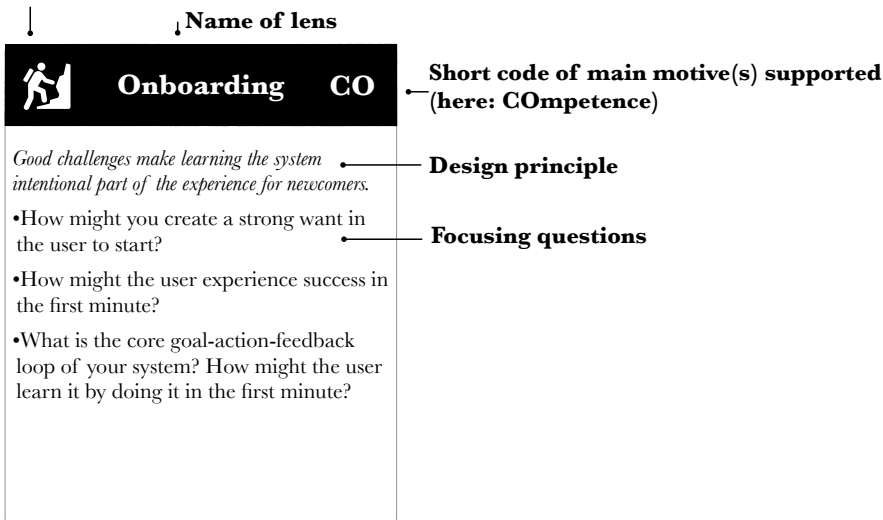 Name of lens
Onboarding CO
Short code of main motive(s) supported
(here: COmpetence)
Good challenges make learning the system
intentional part of the experience for newcomers.
Design principle
•How might you create a strong want in
the user to start?
Focusing questions
•How might the user experience success in
the first minute?
•What is the core goal-action-feedback
loop of your system? How might the user
learn it by doing it in the first minute?